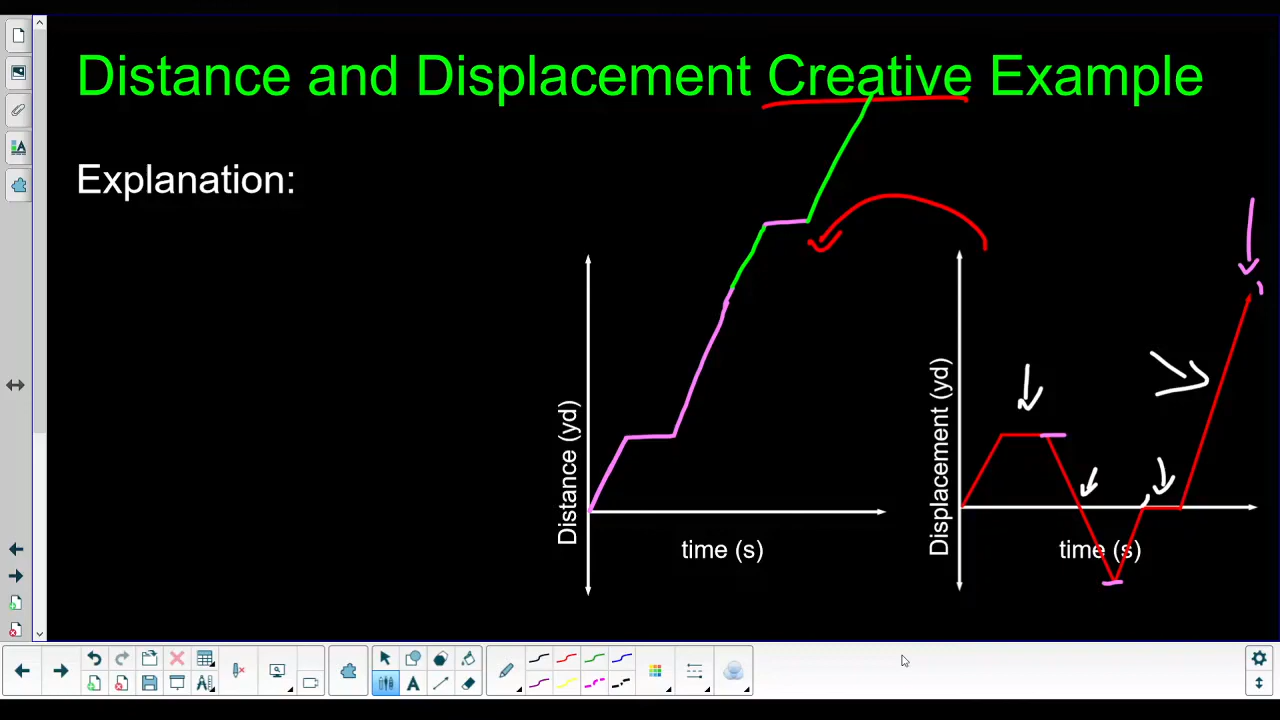 Distance and Displacement Creative Example
Explanation:
Distance (yd)
time (s)
Displacement (yd)
time (s)